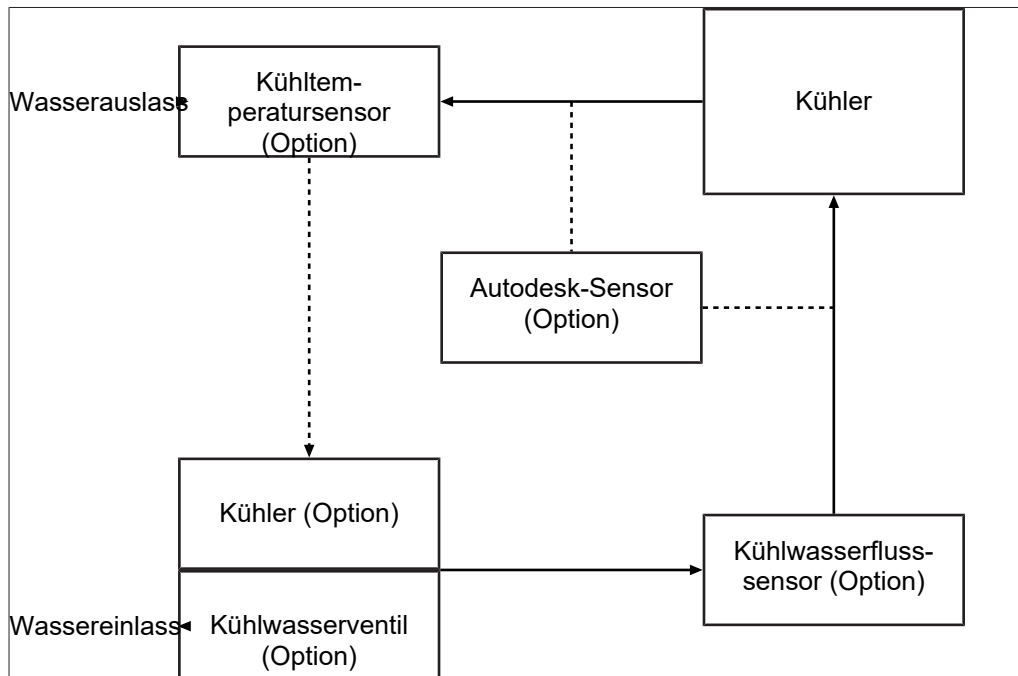 Wasserauslass
Kühltem-
peratursensor
(Option)
Kühler
Autodesk-Sensor
(Option)
Kühler (Option)
Kühlwasserfluss-
sensor (Option)
Wassereinlass
Kühlwasserventil
(Option)